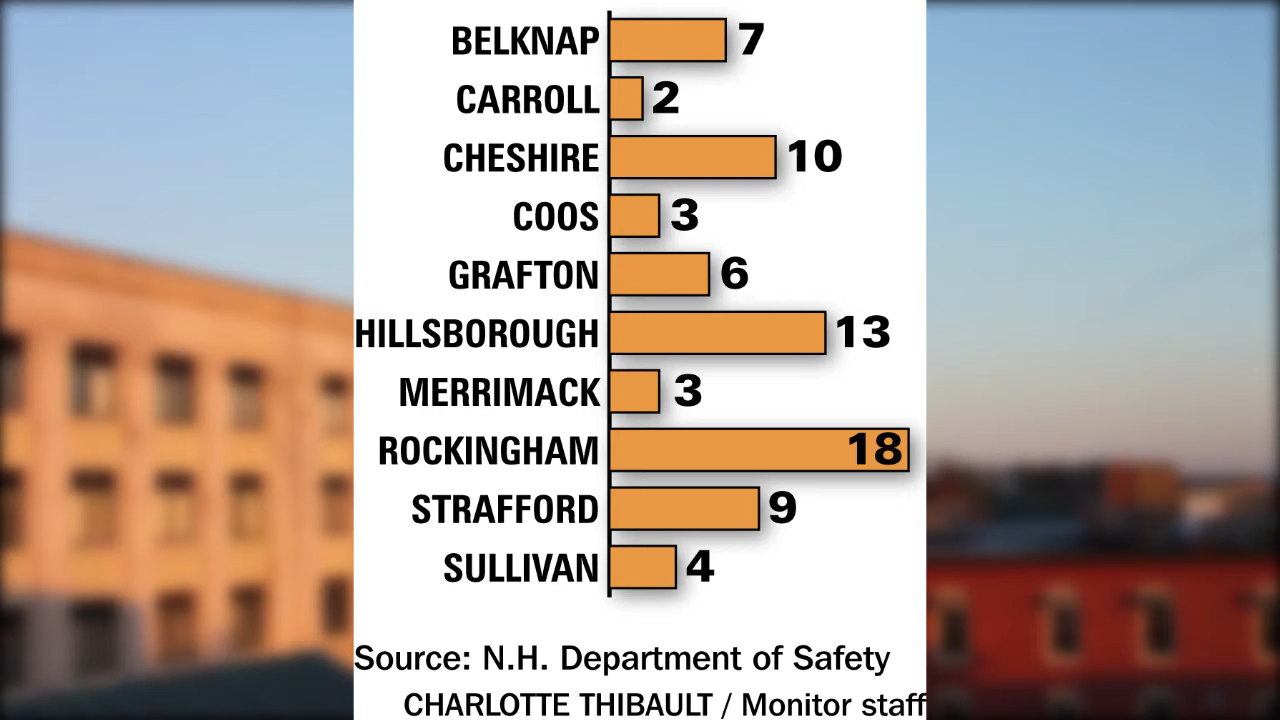 BELKNAP 7
CARROLL 2
CHESHIRE 10
COOS 3
GRAFTON 6
HILLSBOROUGH 13
MERRIMACK 3
ROCKINGHAM 18
STRAFFORD 9
SULLIVAN 4
Source: N.H. Department of Safety
CHARLOTTE THIBAULT / Monitor staff